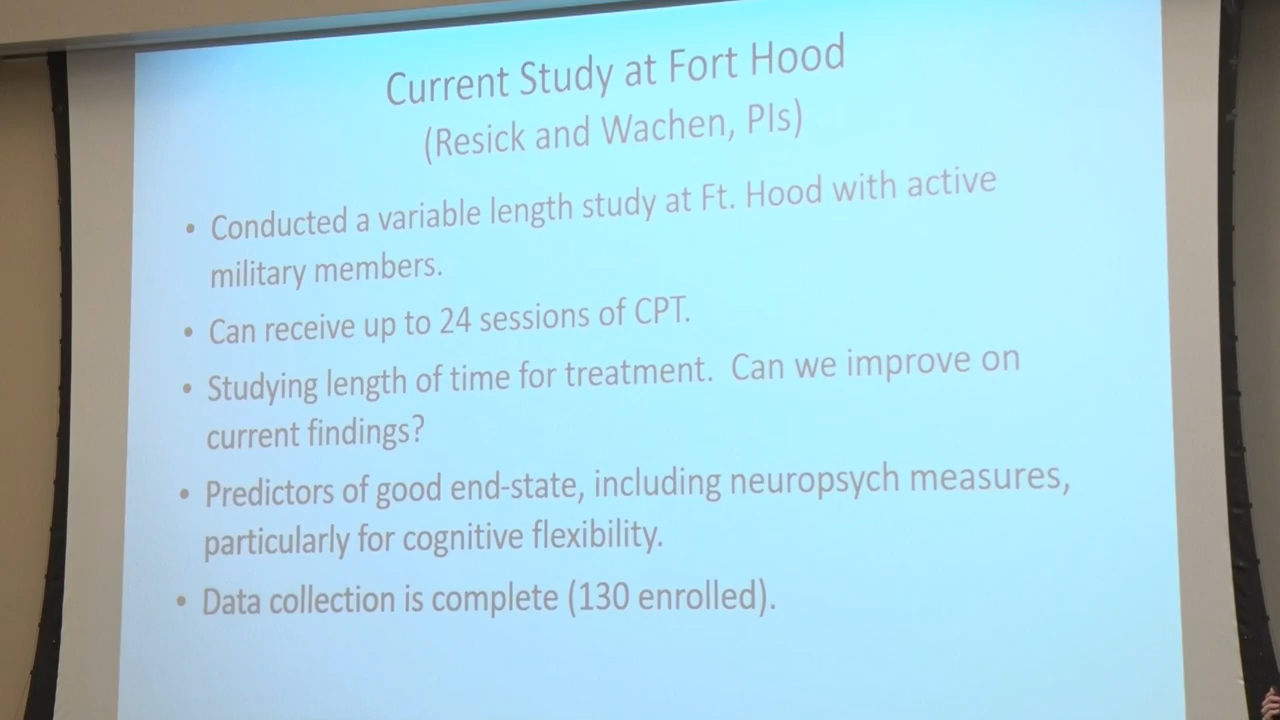 Current Study at Fort Hood
(Resick and Wachen, PIs)
• Conducted a variable length study at Ft. Hood with active
military members.
• Can receive up to 24 sessions of CPT.
• Studying length of time for treatment. Can we improve on
current findings?
• Predictors of good end-state, including neuropsych measures,
particularly for cognitive flexibility.
• Data collection is complete (130 enrolled).